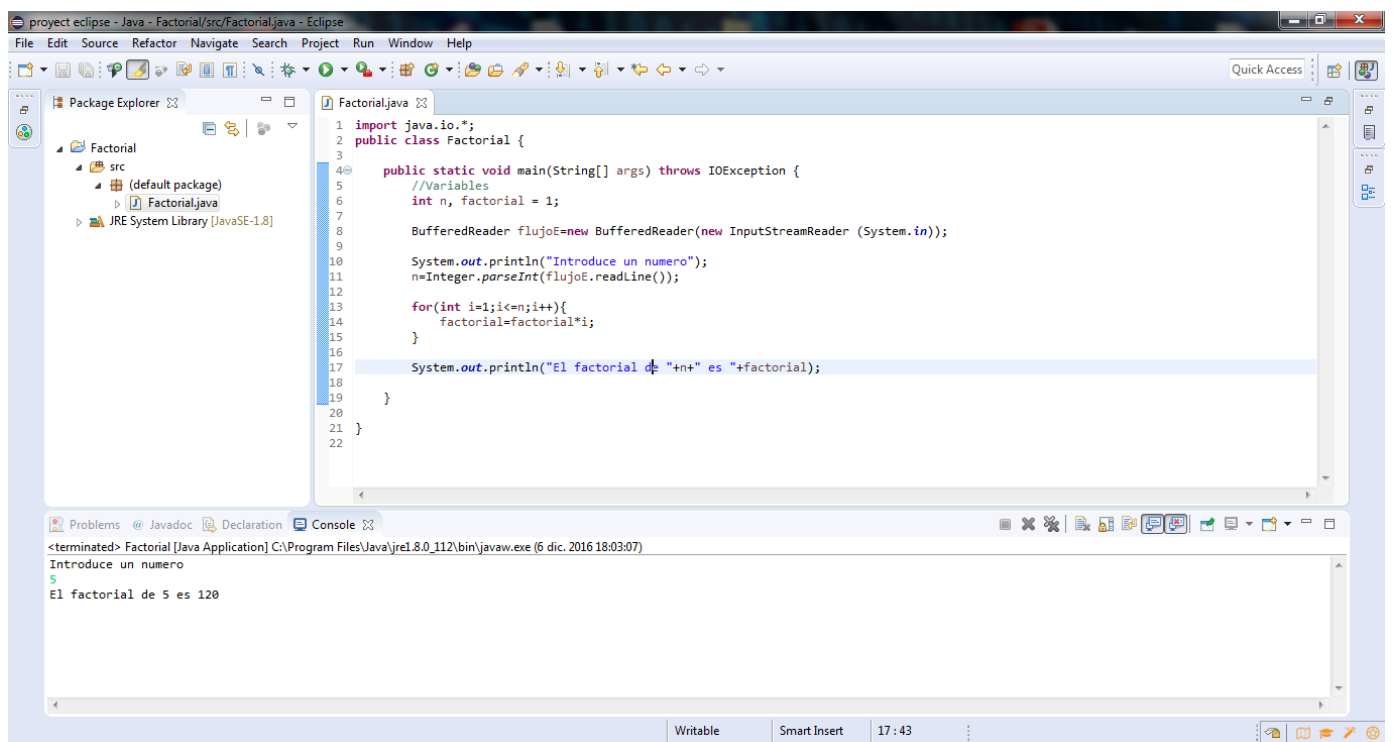 proyect eclipse - Java - Factorial/src/Factorial.java - Eclipse
File Edit Source Refactor Navigate Search Project Run Window Help
Quick Access
Package Explorer
Factorial
src
(default package)
Factorial.java
JRE System Library [JavaSE-1.8]
Factorial.java
1 import java.io.*;
2 public class Factorial {
3
4 public static void main(String[] args) throws IOException {
5 //Variables
6 int n, factorial = 1;
7
8 BufferedReader flujoE=new BufferedReader(new InputStreamReader (System.in));
9
10 System.out.println("Introduce un numero");
11 n=Integer.parseInt(flujoE.readLine());
12
13 for(int i=1;i<=n;i++){
14 factorial=factorial*i;
15 }
16
17 System.out.println("El factorial de "+n+" es "+factorial);
18
19 }
20
21 }
22
Problems @ Javadoc Declaration Console
<terminated> Factorial [Java Application] C:\Program Files\Java\jre1.8.0_112\bin\javaw.exe (6 dic. 2016 18:03:07)
Introduce un numero
5
El factorial de 5 es 120
Writable Smart Insert 17 : 43